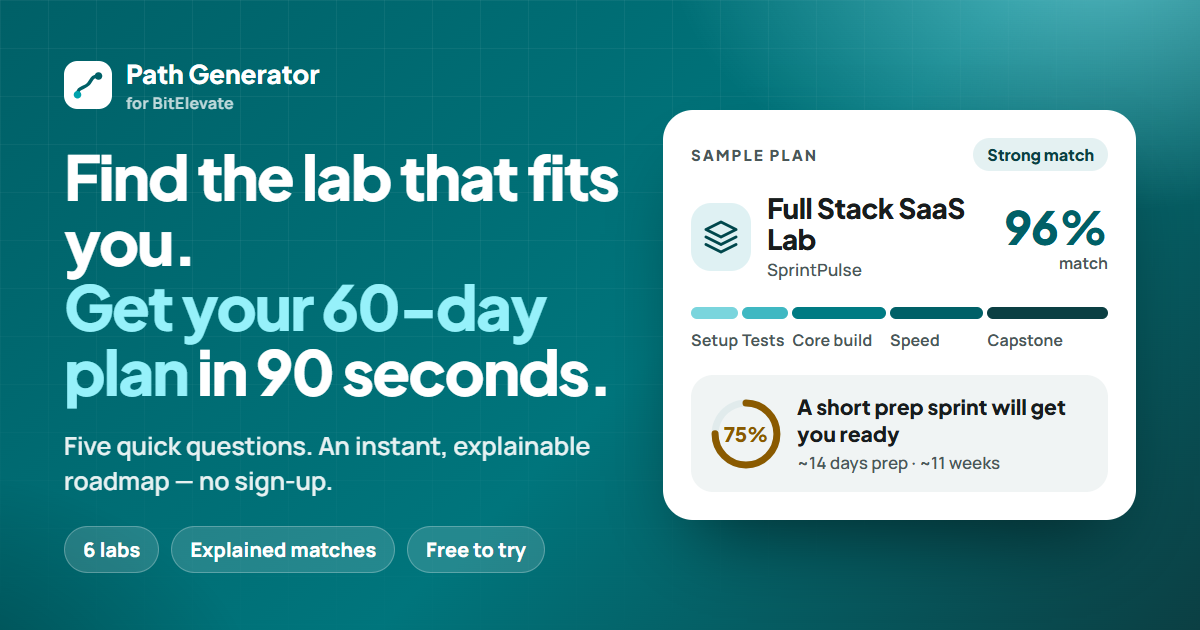 Path Generator
for BitElevate
Find the lab that fits
you.
Get your 60-day
plan in 90 seconds.
Five quick questions. An instant, explainable
roadmap — no sign-up.
6 labs
Explained matches
Free to try
SAMPLE PLAN
Strong match
Full Stack SaaS
Lab
SprintPulse
96%
match
Setup Tests Core build Speed Capstone
75%
A short prep sprint will get
you ready
~14 days prep · ~11 weeks